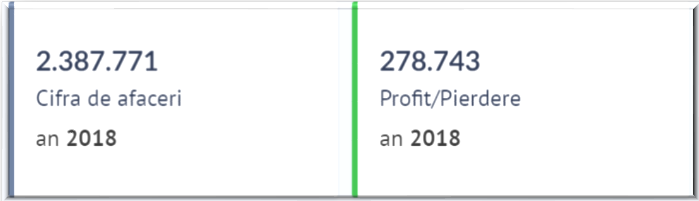 2.387.771
Cifra de afaceri
an 2018
278.743
Profit/Pierdere
an 2018